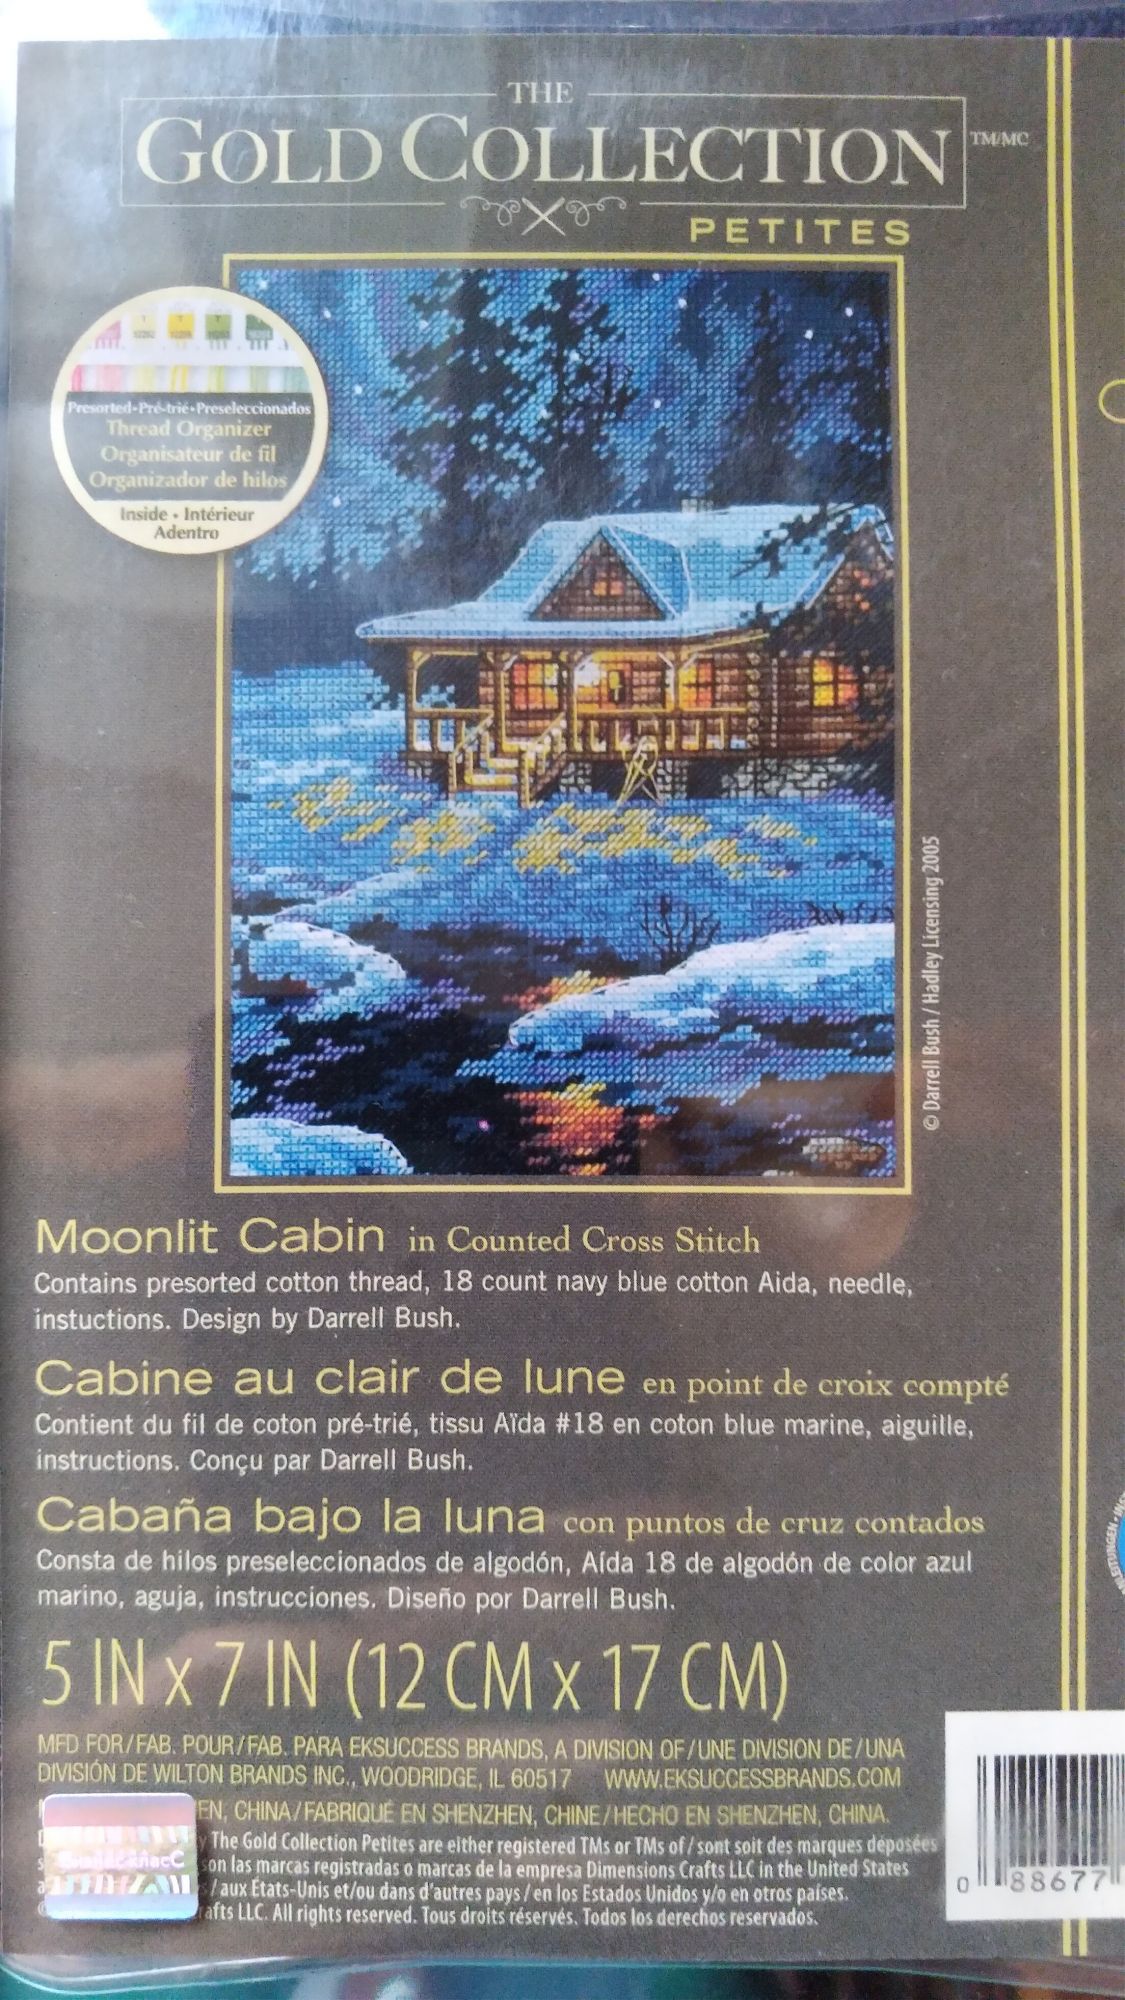 THE
GOLD COLLECTION TM/MC
PETITES
Presorted•Pré-trié•Preseleccionados
Thread Organizer
Organisateur de fil
Organizador de hilos
Inside • Intérieur
Adentro
© Darrell Bush / Hadley Licensing 2005
Moonlit Cabin in Counted Cross Stitch
Contains presorted cotton thread, 18 count navy blue cotton Aida, needle,
instuctions. Design by Darrell Bush.
Cabine au clair de lune en point de croix compté
Contient du fil de coton pré-trié, tissu Aïda #18 en coton blue marine, aiguille,
instructions. Conçu par Darrell Bush.
Cabaña bajo la luna con puntos de cruz contados
Consta de hilos preseleccionados de algodón, Aída 18 de algodón de color azul
marino, aguja, instrucciones. Diseño por Darrell Bush.
5 IN x 7 IN (12 CM x 17 CM)
MFD FOR/FAB. POUR/FAB. PARA EKSUCCESS BRANDS, A DIVISION OF/UNE DIVISION DE/UNA
DIVISIÓN DE WILTON BRANDS INC., WOODRIDGE, IL 60517 WWW.EKSUCCESSBRANDS.COM
CHINA/FABRIQUÉ EN SHENZHEN, CHINE/HECHO EN SHENZHEN, CHINA.
The Gold Collection Petites are either registered TMs or TMs of / sont soit des marques déposées
son las marcas registradas o marcas de la empresa Dimensions Crafts LLC in the United States
/ aux États-Unis et/ou dans d'autres pays / en los Estados Unidos y/o en otros países.
LLC. All rights reserved. Tous droits réservés. Todos los derechos reservados.
0 88677